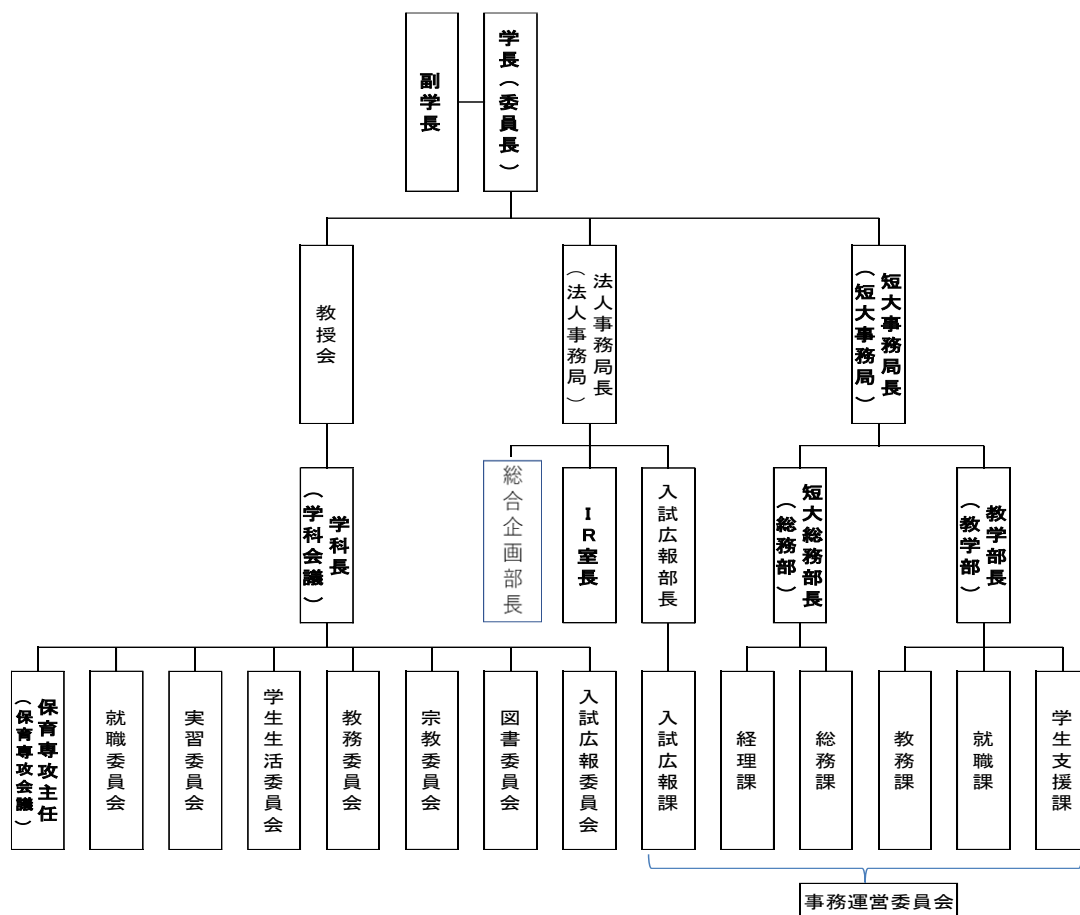 副学長
学長（委員長）
教授会
法人事務局長
（法人事務局）
短大事務局長
（短大事務局）
学科長
（学科会議）
総合企画部長
ＩＲ室長
入試広報部長
短大総務部長
（総務部）
教学部長
（教学部）
保育専攻主任
（保育専攻会議）
就職委員会
実習委員会
学生生活委員会
教務委員会
宗教委員会
図書委員会
入試広報委員会
入試広報課
経理課
総務課
教務課
就職課
学生支援課
事務運営委員会